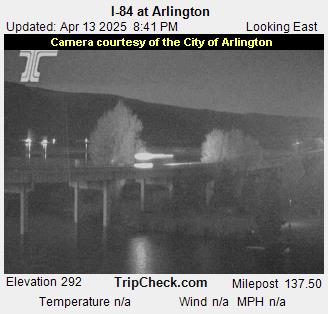 I-84 at Arlington
Updated: Apr 13 2025 8:41 PM Looking East
Camera courtesy of the City of Arlington
Elevation 292 TripCheck.com Milepost 137.50
Temperature n/a Wind n/a MPH n/a